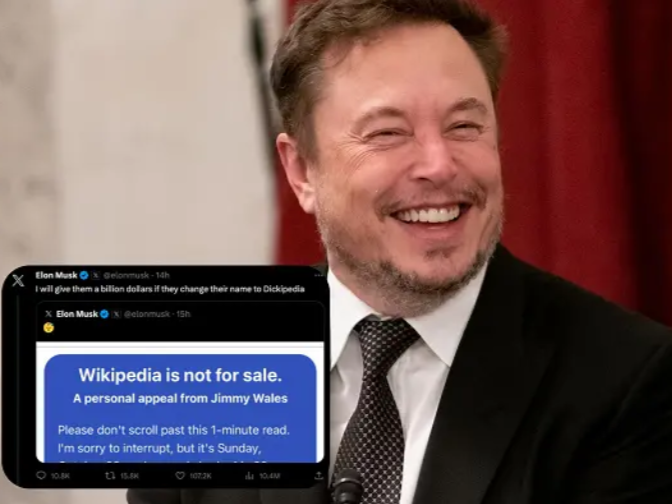 Elon Musk @elonmusk · 14h
I will give them a billion dollars if they change their name to Dickipedia
X Elon Musk @elonmusk · 15h
Wikipedia is not for sale.
A personal appeal from Jimmy Wales
Please don't scroll past this 1-minute read.
I'm sorry to interrupt, but it's Sunday,
10.8K 15.8K 107.2K 10.4M